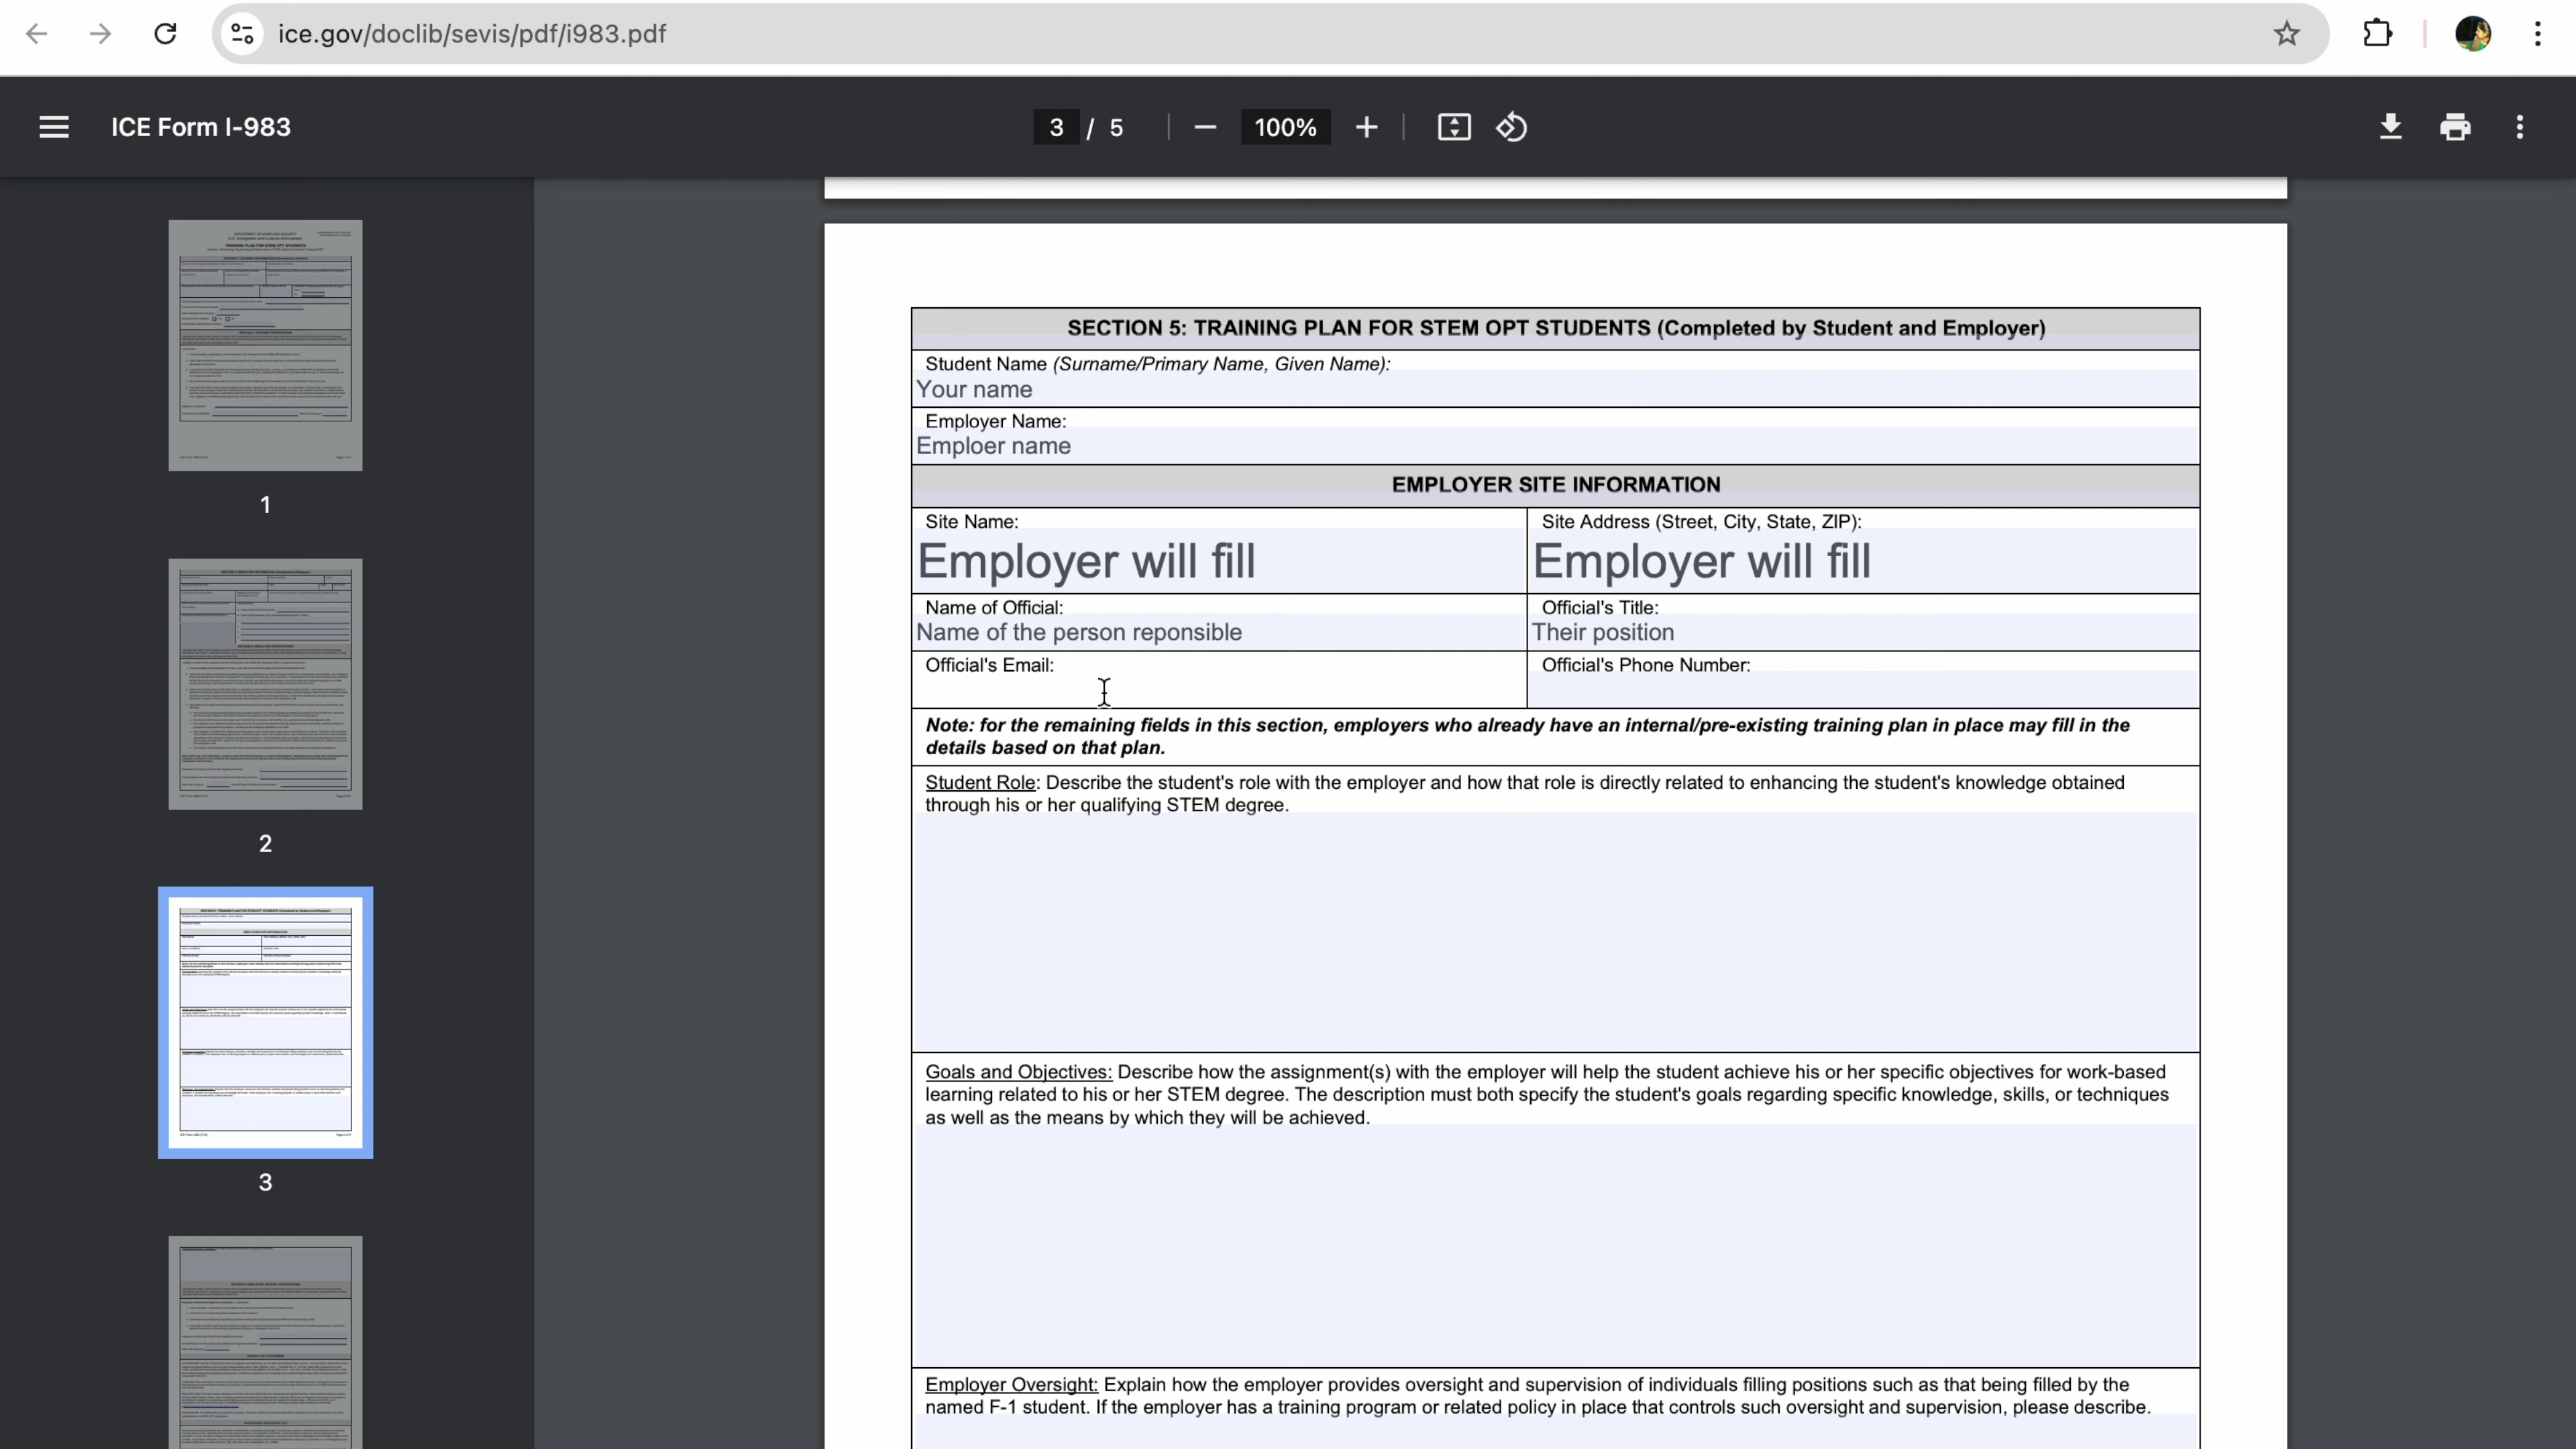 ice.gov/doclib/sevis/pdf/i983.pdf
ICE Form I-983
3 / 5
100%
1
2
3
SECTION 5: TRAINING PLAN FOR STEM OPT STUDENTS (Completed by Student and Employer)
Student Name (Surname/Primary Name, Given Name):
Your name
Employer Name:
Emploer name
EMPLOYER SITE INFORMATION
Site Name:
Employer will fill
Site Address (Street, City, State, ZIP):
Employer will fill
Name of Official:
Name of the person reponsible
Official's Title:
Their position
Official's Email:
Official's Phone Number:
Note: for the remaining fields in this section, employers who already have an internal/pre-existing training plan in place may fill in the
details based on that plan.
Student Role: Describe the student's role with the employer and how that role is directly related to enhancing the student's knowledge obtained
through his or her qualifying STEM degree.
Goals and Objectives: Describe how the assignment(s) with the employer will help the student achieve his or her specific objectives for work-based
learning related to his or her STEM degree. The description must both specify the student's goals regarding specific knowledge, skills, or techniques
as well as the means by which they will be achieved.
Employer Oversight: Explain how the employer provides oversight and supervision of individuals filling positions such as that being filled by the
named F-1 student. If the employer has a training program or related policy in place that controls such oversight and supervision, please describe.